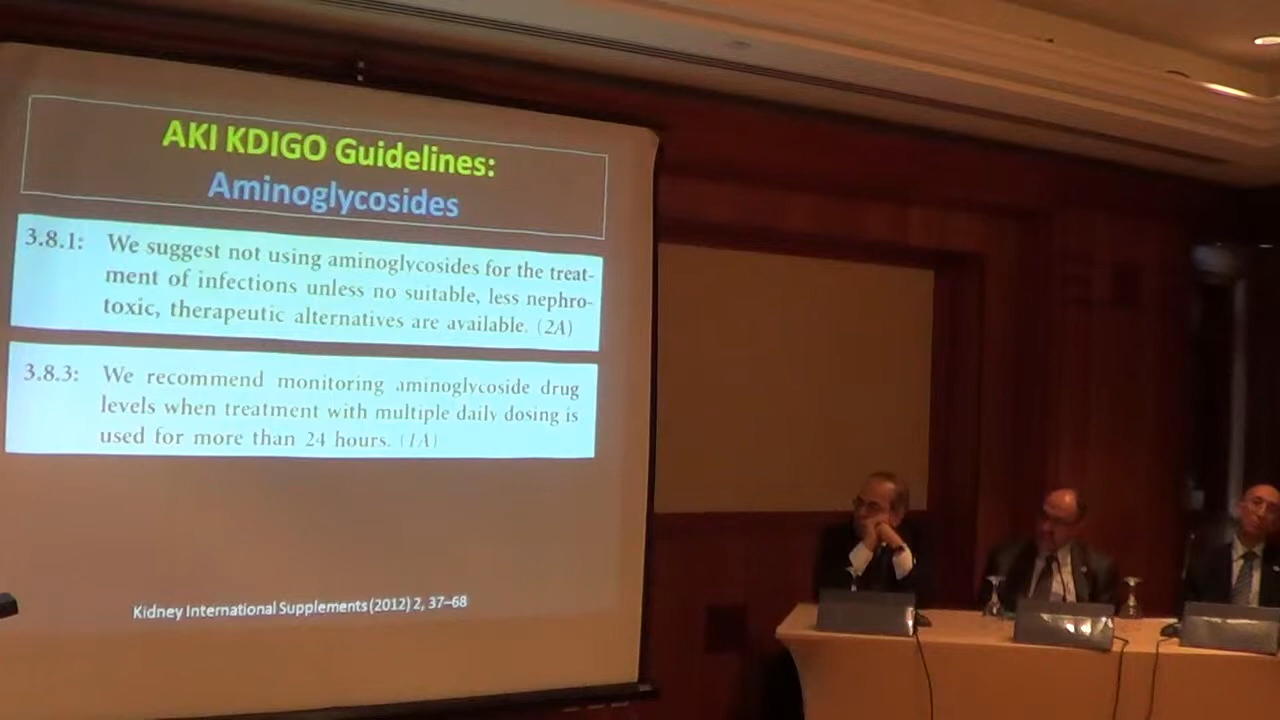 AKI KDIGO Guidelines:
Aminoglycosides
3.8.1: We suggest not using aminoglycosides for the treat-
ment of infections unless no suitable, less nephro-
toxic, therapeutic alternatives are available. (2A)
3.8.3: We recommend monitoring aminoglycoside drug
levels when treatment with multiple daily dosing is
used for more than 24 hours. (1A)
Kidney International Supplements (2012) 2, 37–68